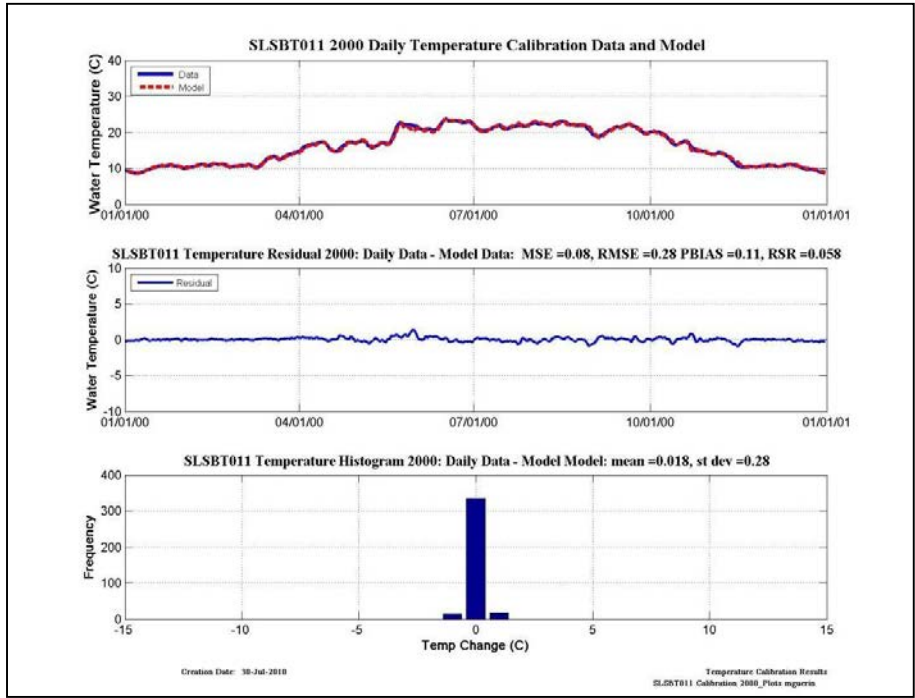 SLSBT011 2000 Daily Temperature Calibration Data and Model
Water Temperature (C)
40
30
20
10
0
Data
Model
01/01/00 04/01/00 07/01/00 10/01/00 01/01/01
SLSBT011 Temperature Residual 2000: Daily Data - Model Data: MSE =0.08, RMSE =0.28 PBIAS =0.11, RSR =0.058
Water Temperature (C)
10
5
0
-5
-10
Residual
01/01/00 04/01/00 07/01/00 10/01/00 01/01/01
SLSBT011 Temperature Histogram 2000: Daily Data - Model Model: mean =0.018, st dev =0.28
Frequency
400
300
200
100
0
-15 -10 -5 0 5 10 15
Temp Change (C)
Creation Date: 30-Jul-2010
Temperature Calibration Results
SLSBT011 Calibration 2000_Plots mguerin